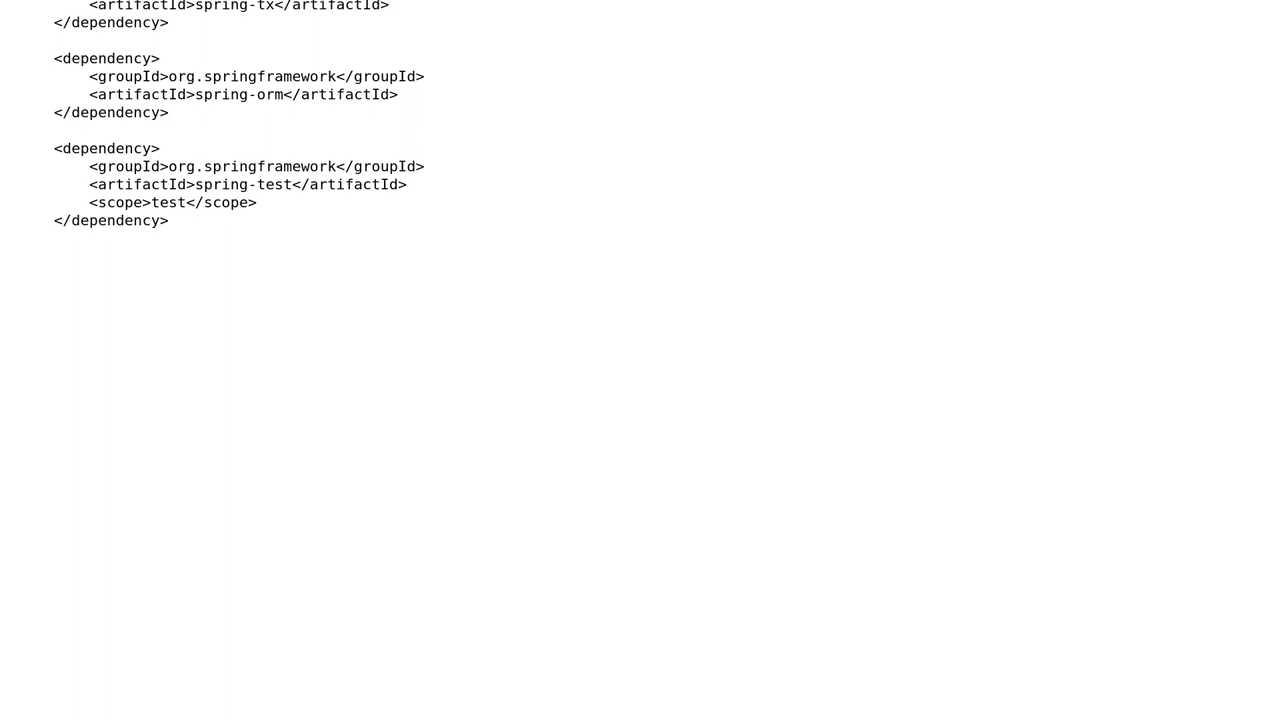 <artifactId>spring-tx</artifactId>
</dependency>
<dependency>
<groupId>org.springframework</groupId>
<artifactId>spring-orm</artifactId>
</dependency>
<dependency>
<groupId>org.springframework</groupId>
<artifactId>spring-test</artifactId>
<scope>test</scope>
</dependency>